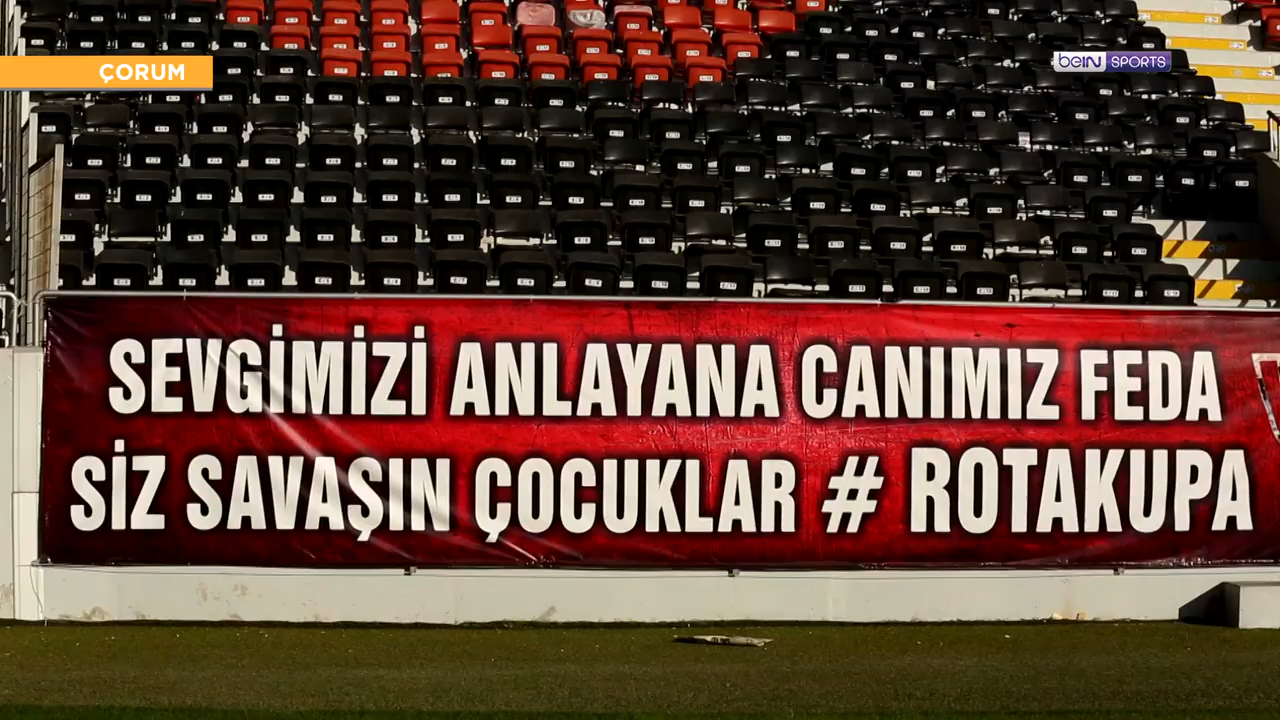 ÇORUM
beIN SPORTS
SEVGİMİZİ ANLAYANA CANIMIZ FEDA
SİZ SAVAŞIN ÇOCUKLAR # ROTAKUPA